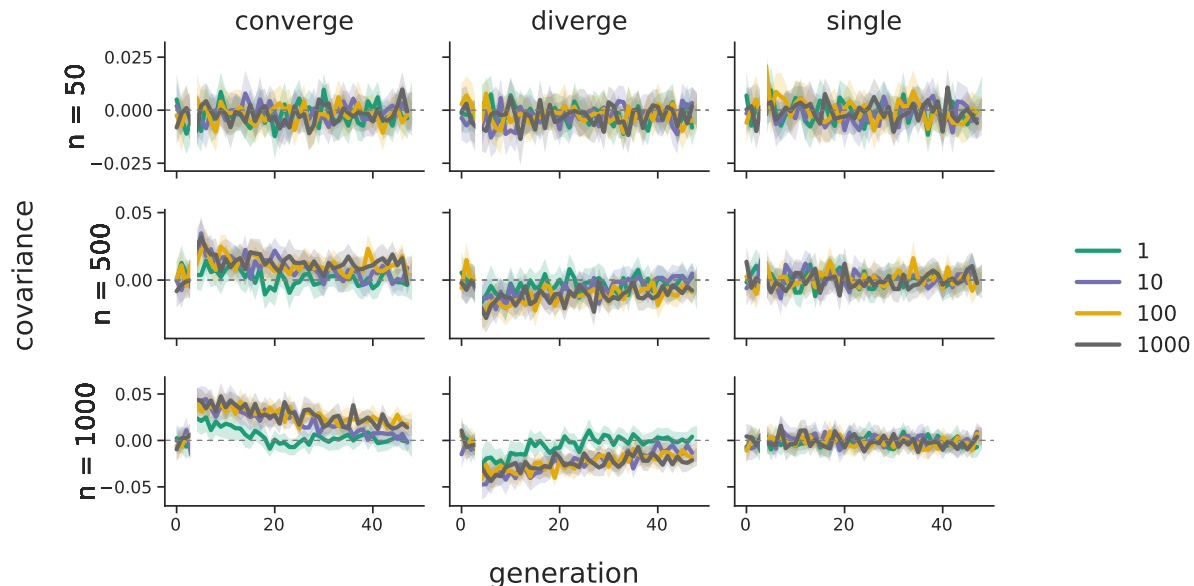 converge diverge single
n = 50
0.025
0.000
−0.025
n = 500
0.05
0.00
n = 1000
0.05
0.00
−0.05
0 20 40 0 20 40 0 20 40
covariance
generation
1
10
100
1000